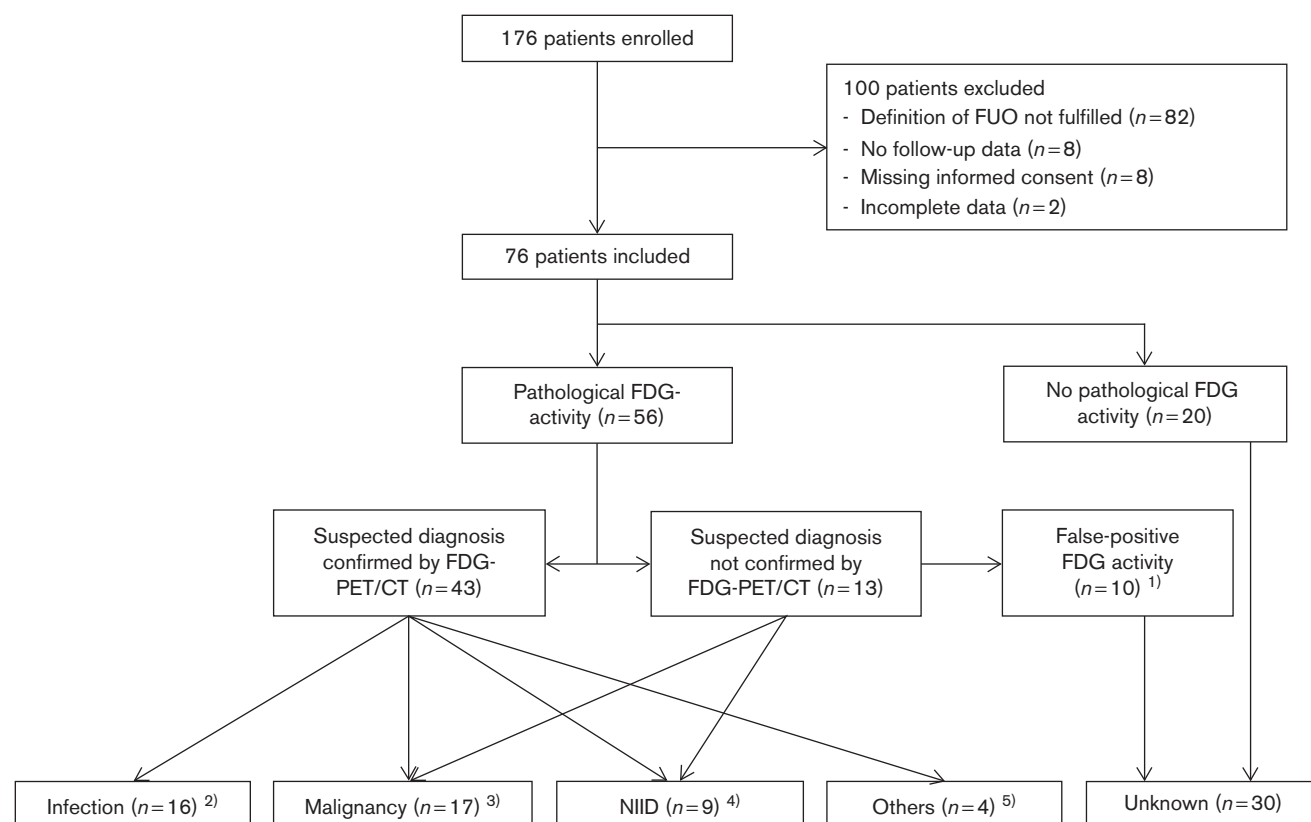 176 patients enrolled
100 patients excluded
- Definition of FUO not fulfilled (n=82)
- No follow-up data (n=8)
- Missing informed consent (n=8)
- Incomplete data (n=2)
76 patients included
Pathological FDG-
activity (n=56)
No pathological FDG
activity (n=20)
Suspected diagnosis
confirmed by FDG-
PET/CT (n=43)
Suspected diagnosis
not confirmed by
FDG-PET/CT (n=13)
False-positive
FDG activity
(n=10) 1)
Infection (n=16) 2)
Malignancy (n=17) 3)
NIID (n=9) 4)
Others (n=4) 5)
Unknown (n=30)